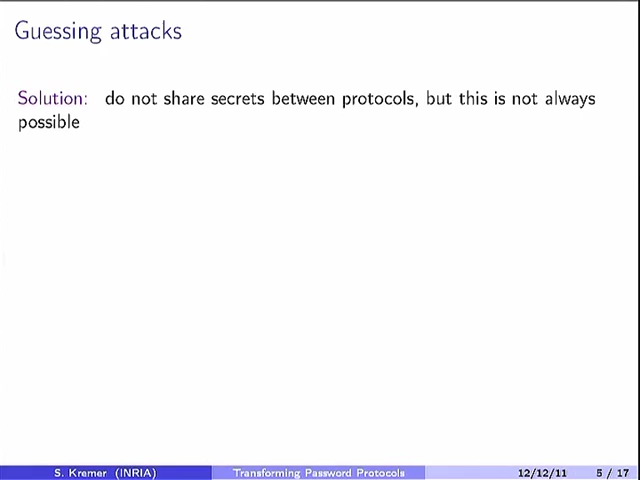 Guessing attacks
Solution: do not share secrets between protocols, but this is not always
possible
S. Kremer (INRIA)
Transforming Password Protocols
12/12/11
5 / 17